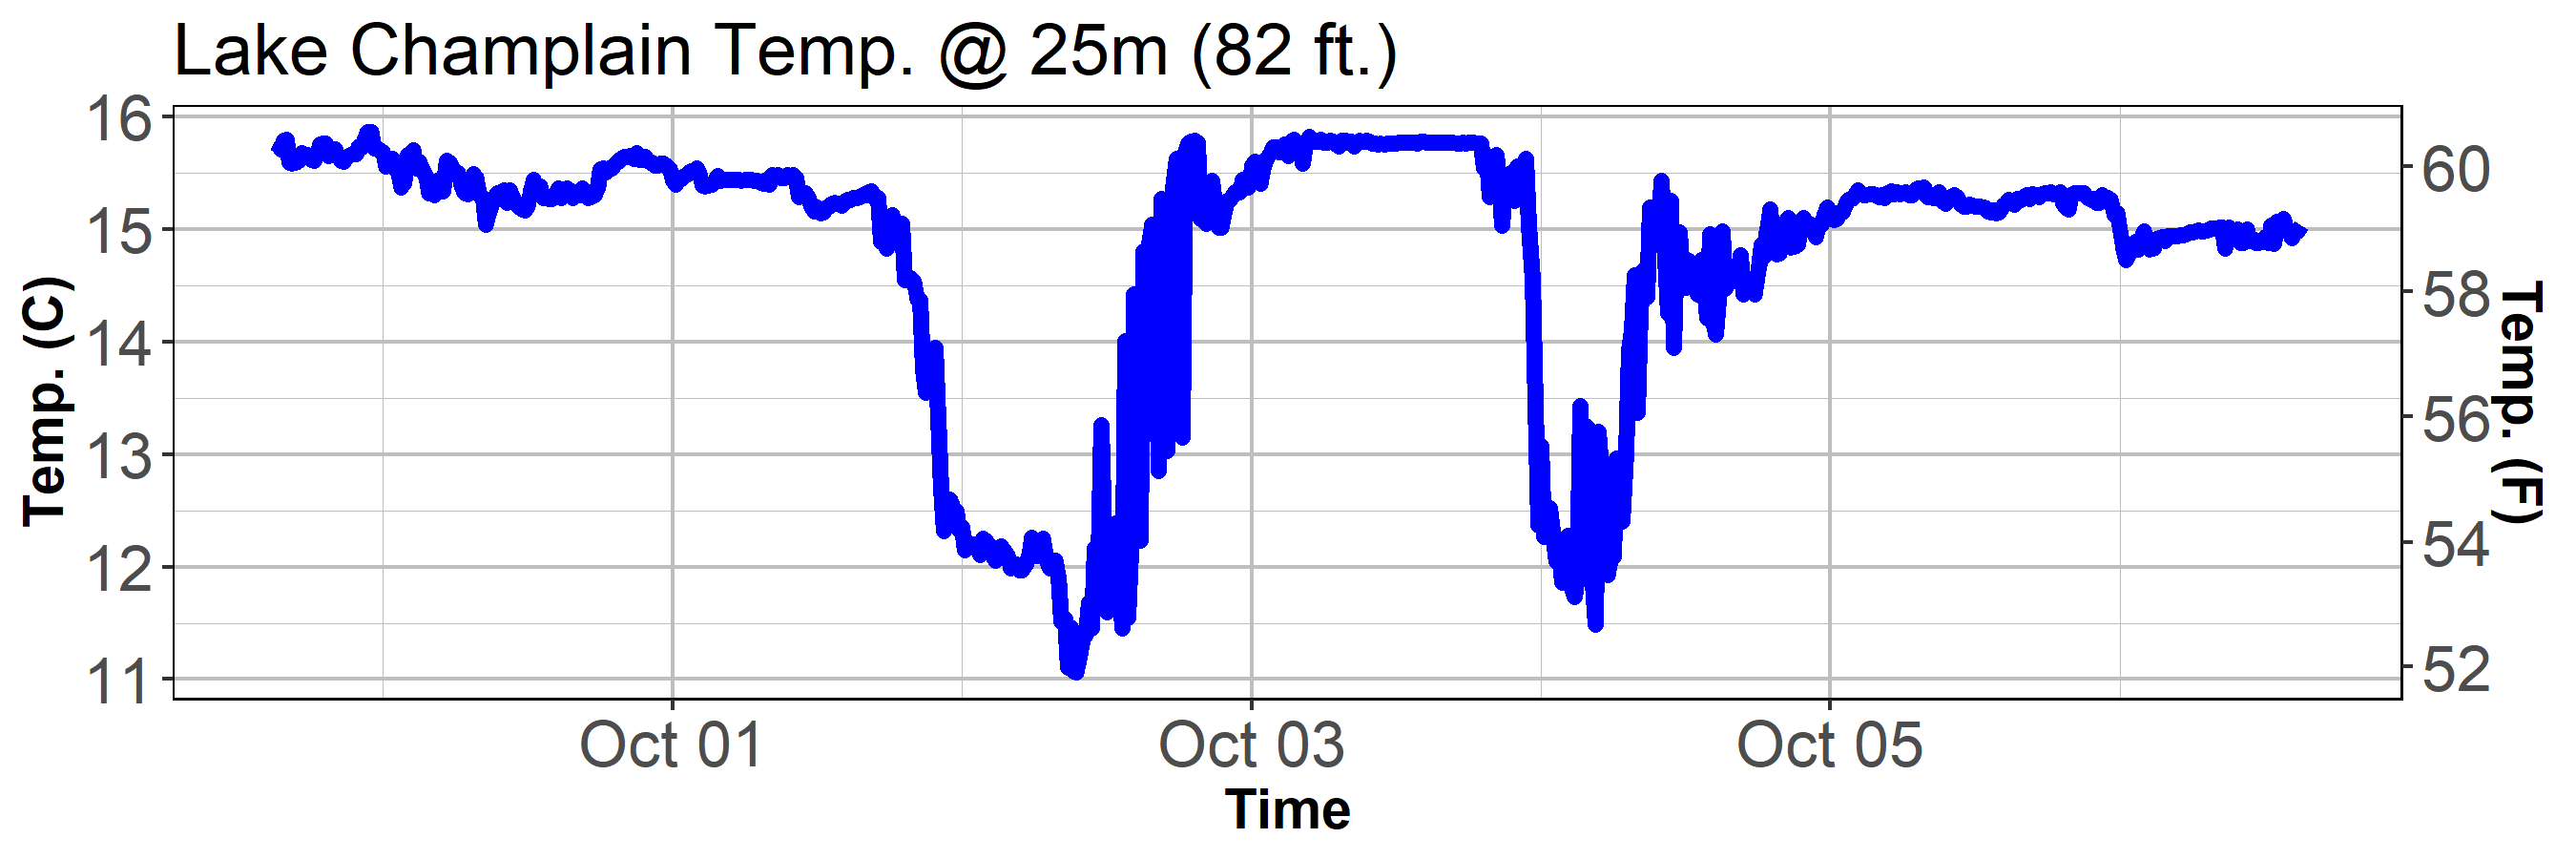 Lake Champlain Temp. @ 25m (82 ft.)
16
15
14
13
12
11
Temp. (C)
60
58
56
54
52
Temp. (F)
Oct 01 Oct 03 Oct 05
Time